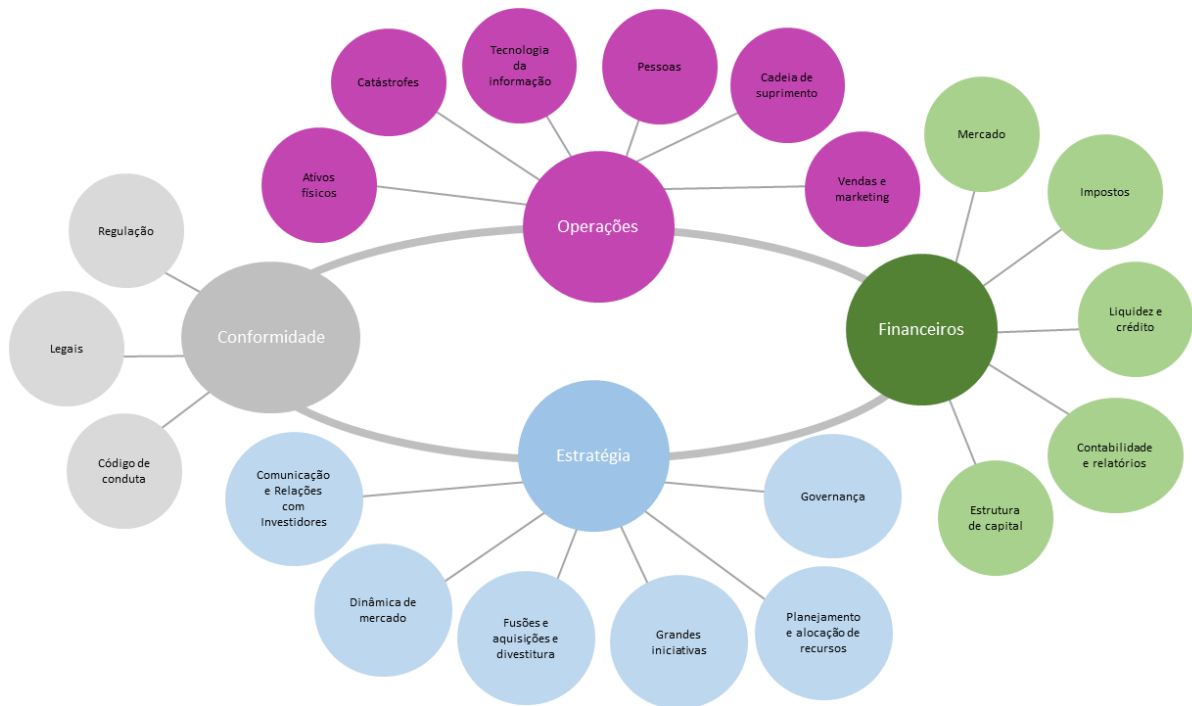 Tecnologia
da
informação
Pessoas
Catástrofes
Cadeia de
suprimento
Mercado
Ativos
físicos
Vendas e
marketing
Impostos
Operações
Regulação
Liquidez e
crédito
Financeiros
Conformidade
Legais
Contabilidade
e relatórios
Estratégia
Código de
conduta
Comunicação
e Relações
com
Investidores
Governança
Estrutura
de capital
Dinâmica de
mercado
Fusões e
aquisições e
divestitura
Grandes
iniciativas
Planejamento
e alocação de
recursos